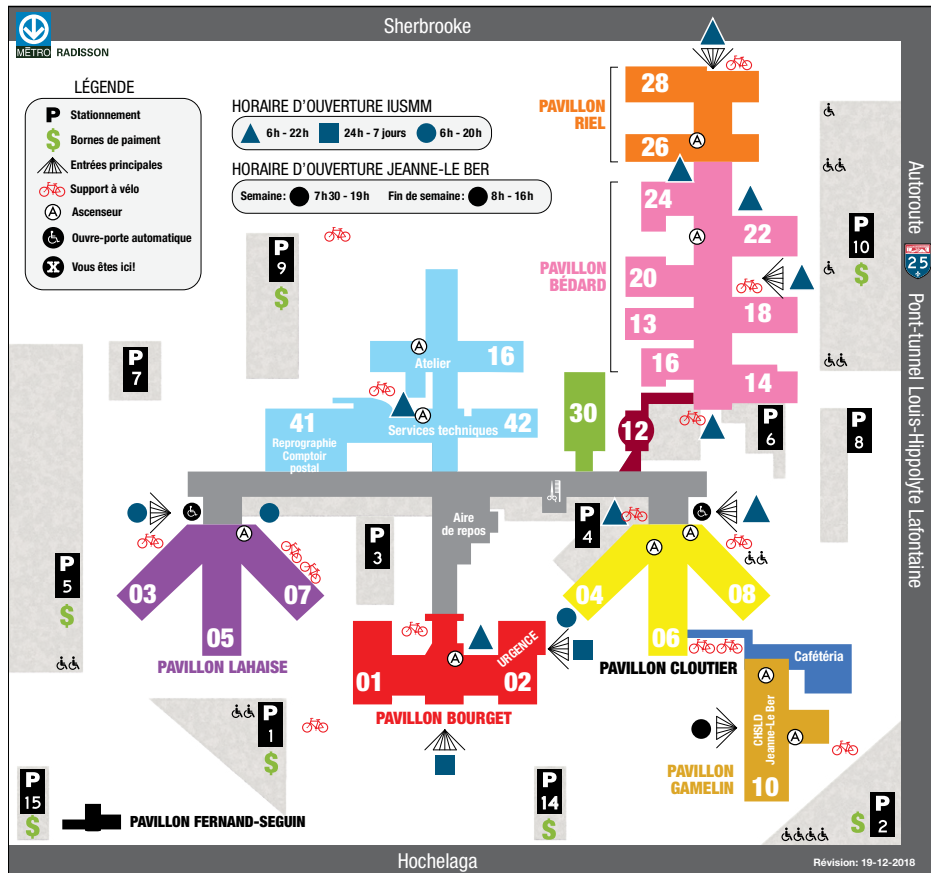 Sherbrooke
MÉTRO RADISSON
LÉGENDE
P Stationnement
$ Bornes de paiment
Entrées principales
Support à vélo
A Ascenseur
Ouvre-porte automatique
X Vous êtes ici!
HORAIRE D'OUVERTURE IUSMM
6h - 22h 24h - 7 jours 6h - 20h
HORAIRE D'OUVERTURE JEANNE-LE BER
Semaine: 7h30 - 19h Fin de semaine: 8h - 16h
PAVILLON
RIEL
28
26
A
PAVILLON
BÉDARD
24
22
A
20
18
13
16
14
P
10
$
Autoroute
25
Pont-tunnel Louis-Hippolyte Lafontaine
P
9
$
P
7
A
Atelier
16
A
41
Reprographie
Comptoir
postal
Services techniques
42
30
12
P
6
P
8
Aire
de repos
P
3
P
4
P
5
$
A
03
05
07
PAVILLON LAHAISE
A
A
04
06
08
PAVILLON CLOUTIER
01
A
02
URGENCE
PAVILLON BOURGET
Cafétéria
A
CHSLD
Jeanne-Le Ber
A
10
PAVILLON
GAMELIN
P
1
$
P
15
$
PAVILLON FERNAND-SEGUIN
P
14
$
$
P
2
Hochelaga
Révision: 19-12-2018